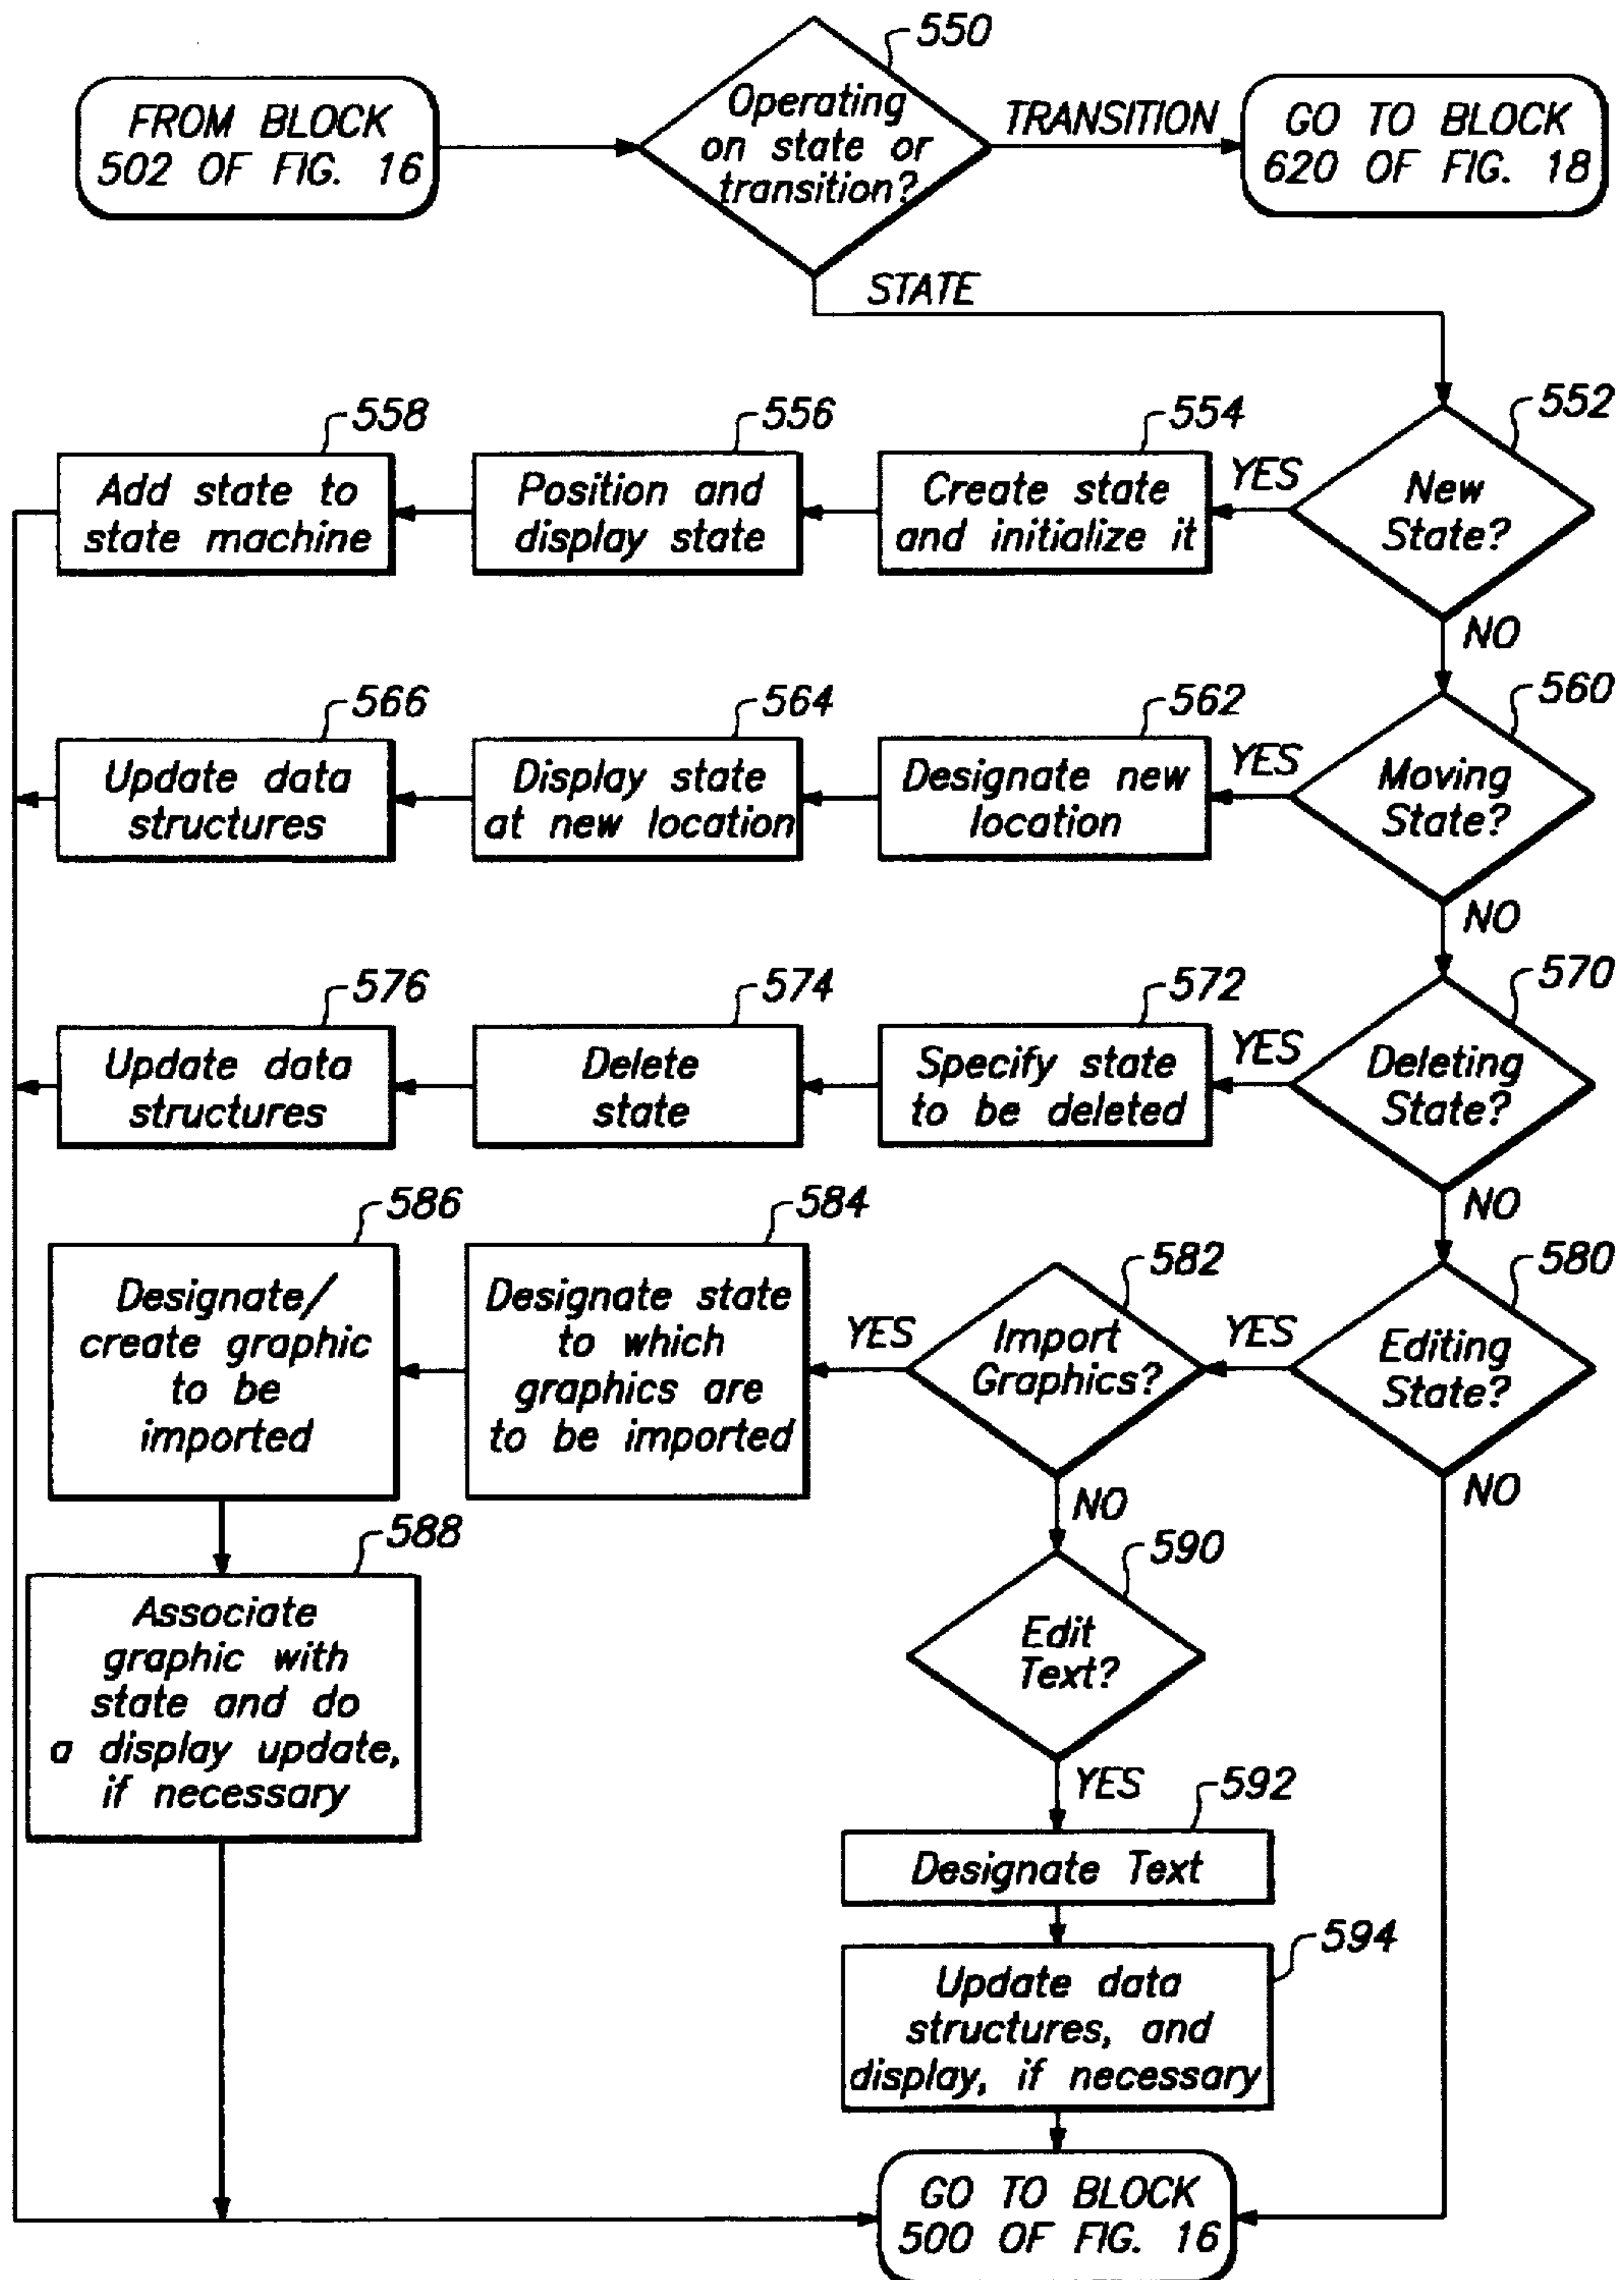 550
FROM BLOCK
502 OF FIG. 16
Operating
on state or
transition?
TRANSITION
GO TO BLOCK
620 OF FIG. 18
STATE
558
Add state to
state machine
556
Position and
display state
554
Create state
and initialize it
YES
552
New
State?
NO
566
Update data
structures
564
Display state
at new location
562
Designate new
location
YES
560
Moving
State?
NO
576
Update data
structures
574
Delete
state
572
Specify state
to be deleted
YES
570
Deleting
State?
NO
586
Designate/
create graphic
to be
imported
584
Designate state
to which
graphics are
to be imported
YES
582
Import
Graphics?
YES
580
Editing
State?
NO
NO
588
Associate
graphic with
state and do
a display update,
if necessary
590
Edit
Text?
YES
592
Designate Text
594
Update data
structures, and
display, if necessary
GO TO BLOCK
500 OF FIG. 16